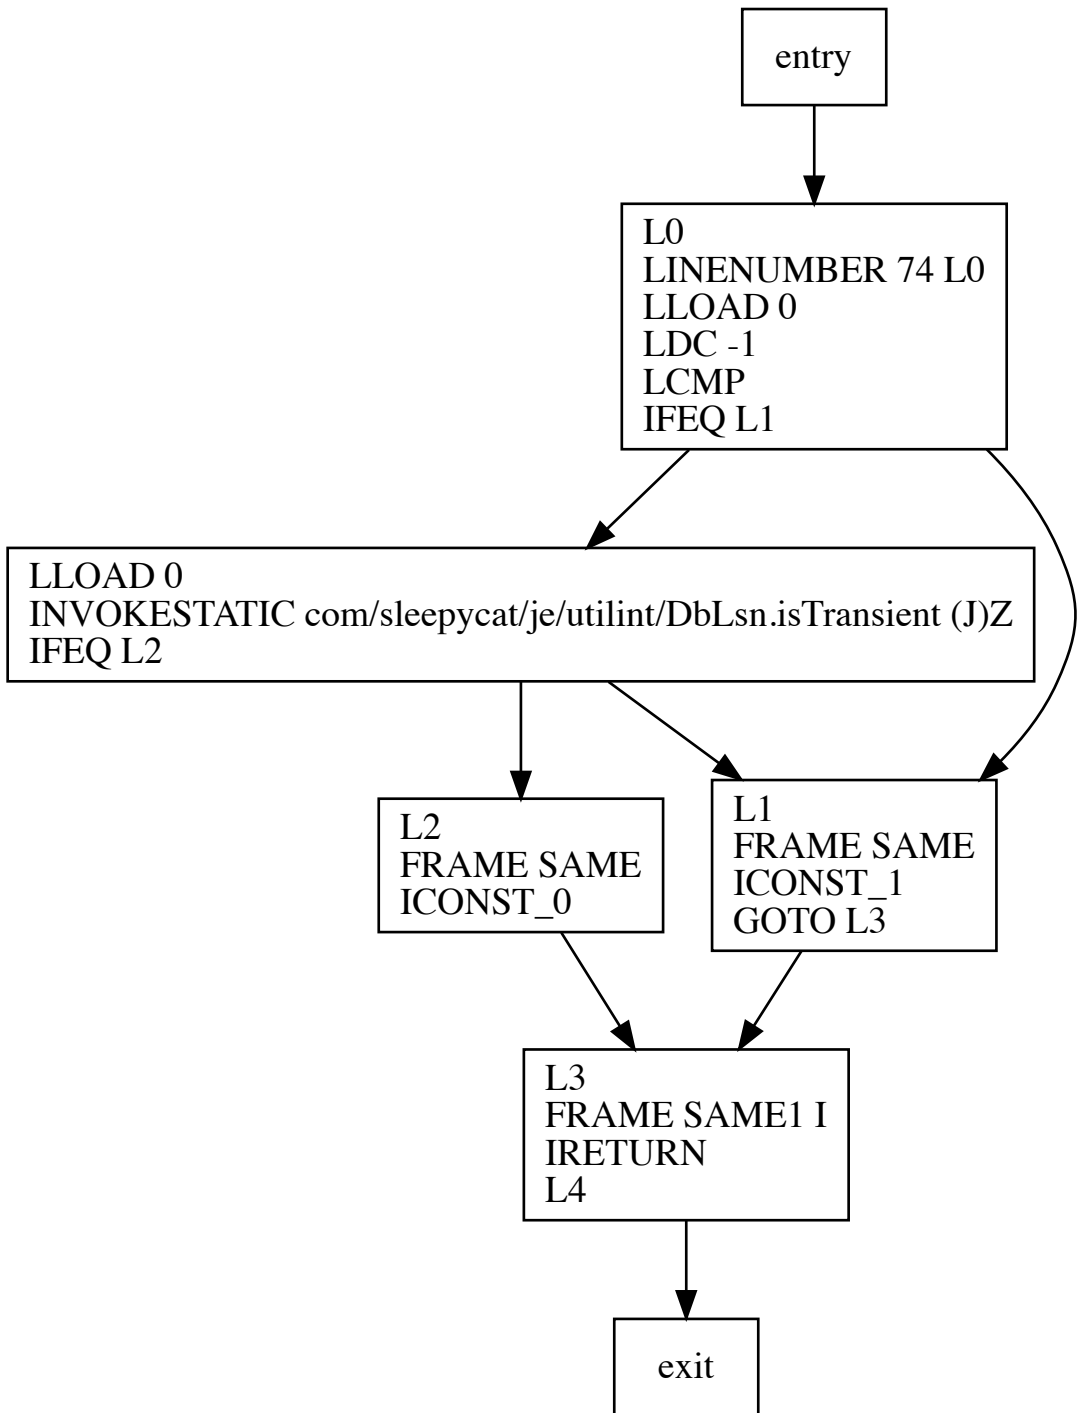 entry
L0
LINENUMBER 74 L0
LLOAD 0
LDC -1
LCMP
IFEQ L1
LLOAD 0
INVOKESTATIC com/sleepycat/je/utilint/DbLsn.isTransient (J)Z
IFEQ L2
L2
FRAME SAME
ICONST_0
L1
FRAME SAME
ICONST_1
GOTO L3
L3
FRAME SAME1 I
IRETURN
L4
exit